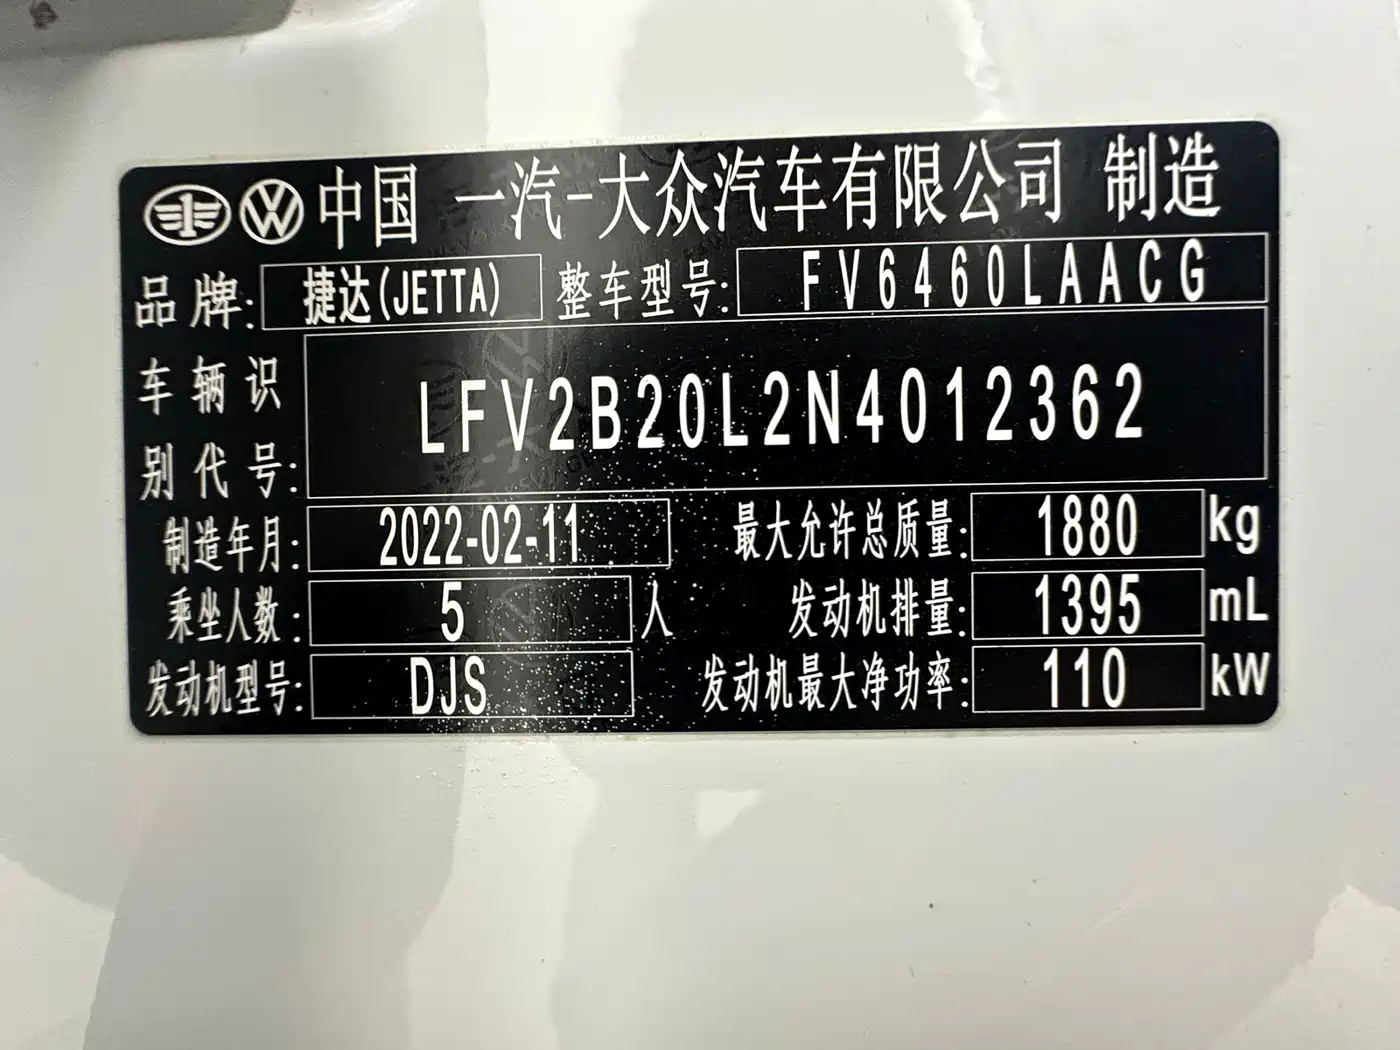 中国 一汽-大众汽车有限公司 制造
品牌: 捷达(JETTA) 整车型号: FV6460LAACG
车辆识别代号: LFV2B20L2N4012362
制造年月: 2022-02-11 最大允许总质量: 1880 kg
乘坐人数: 5 人 发动机排量: 1395 mL
发动机型号: DJS 发动机最大净功率: 110 kW